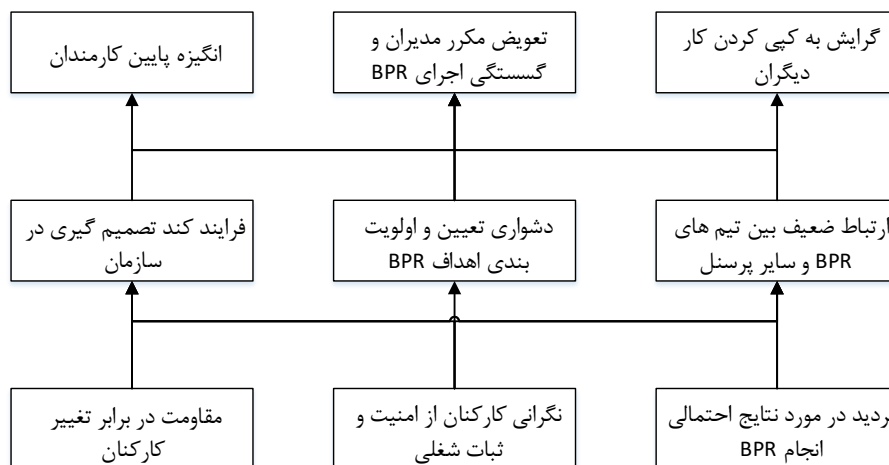 گرایش به کپی کردن کار
دیگران
تعویض مکرر مدیران و
گسستگی اجرای BPR
انگیزه پایین کارمندان
ارتباط ضعیف بین تیم های
BPR و سایر پرسنل
دشواری تعیین و اولویت
بندی اهداف BPR
فرایند کند تصمیم گیری در
سازمان
تردید در مورد نتایج احتمالی
انجام BPR
نگرانی کارکنان از امنیت و
ثبات شغلی
مقاومت در برابر تغییر
کارکنان